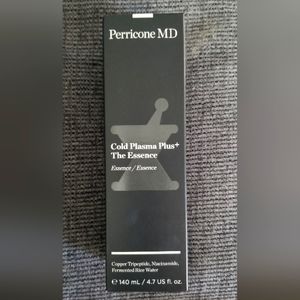 Perricone MD
Cold Plasma Plus+
The Essence
Essence / Essence
Copper Tripeptide, Niacinamide,
Fermented Rice Water
℮ 140 mL / 4.7 US fl. oz.